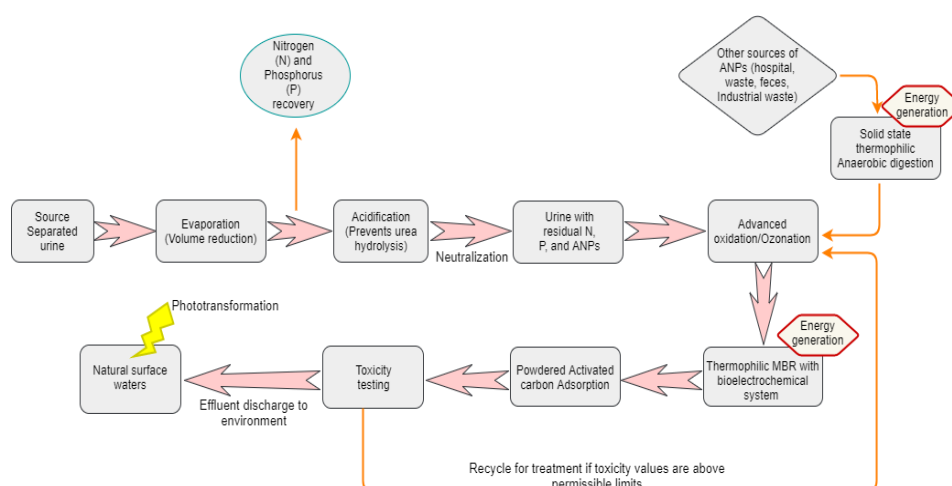 Nitrogen
(N) and
Phosphorus
(P)
recovery
Other sources of
ANPs (hospital,
waste, feces,
Industrial waste)
Energy
generation
Solid state
thermophilic
Anaerobic digestion
Source
Separated
urine
Evaporation
(Volume reduction)
Acidification
(Prevents urea
hydrolysis)
Neutralization
Urine with
residual N,
P, and ANPs
Advanced
oxidation/Ozonation
Phototransformation
Energy
generation
Natural surface
waters
Effluent discharge to
environment
Toxicity
testing
Powdered Activated
carbon Adsorption
Thermophilic MBR with
bioelectrochemical
system
Recycle for treatment if toxicity values are above
permissible limits